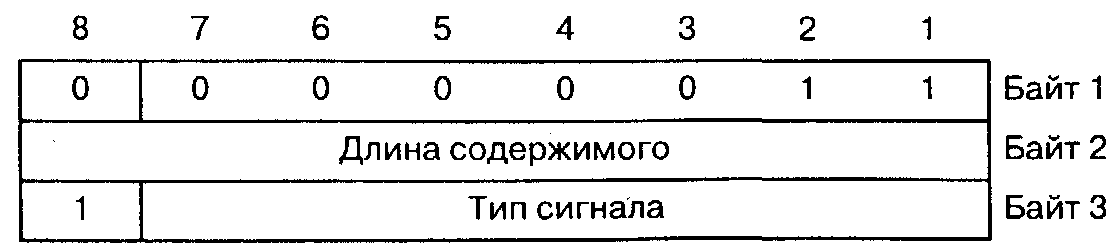 8 7 6 5 4 3 2 1
0 0 0 0 0 0 1 1 Байт 1
Длина содержимого Байт 2
1 Тип сигнала Байт 3